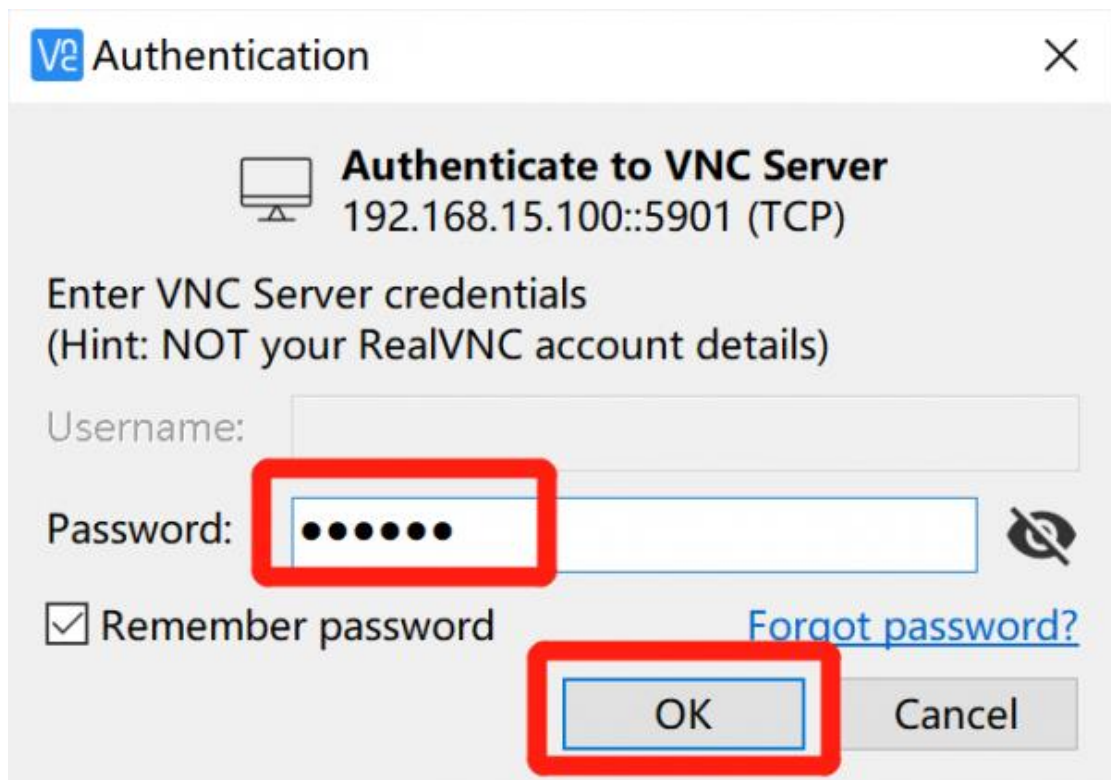 Authentication
Authenticate to VNC Server
192.168.15.100::5901 (TCP)
Enter VNC Server credentials
(Hint: NOT your RealVNC account details)
Username:
Password: ••••••
Remember password
Forgot password?
OK
Cancel